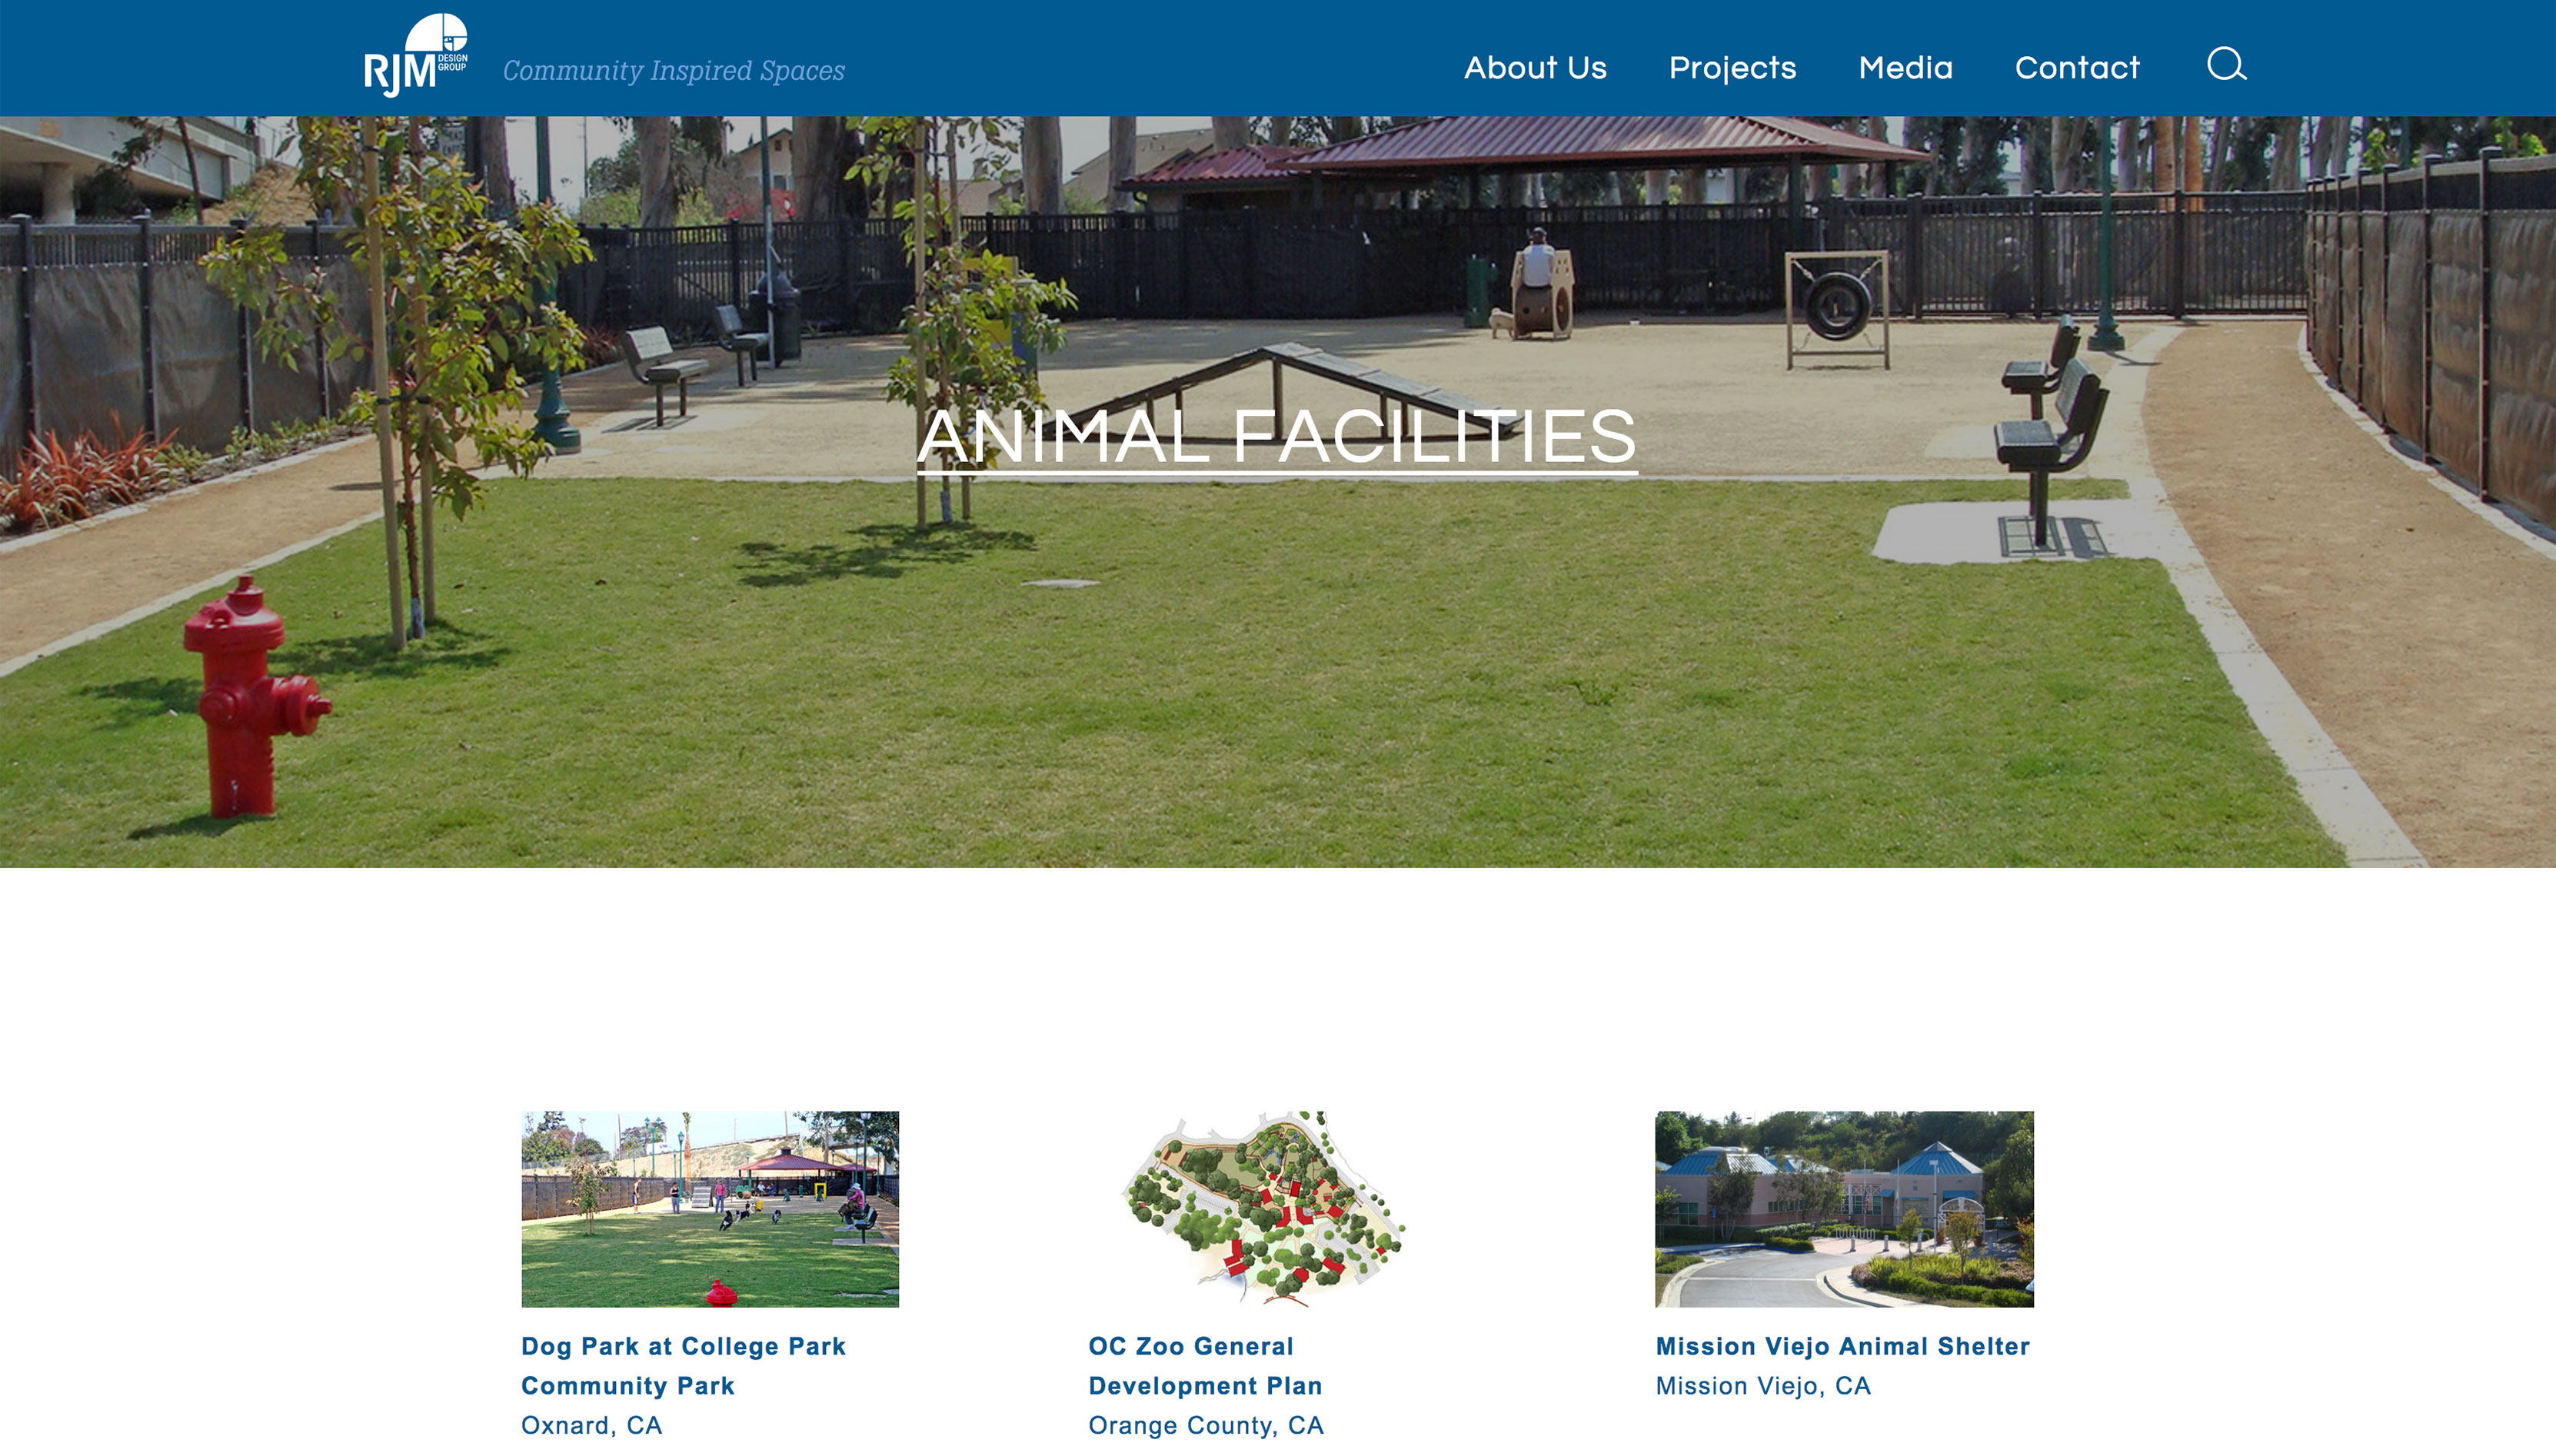 RJM DESIGN
GROUP
Community Inspired Spaces
About Us Projects Media Contact
ANIMAL FACILITIES
Dog Park at College Park
Community Park
Oxnard, CA
OC Zoo General
Development Plan
Orange County, CA
Mission Viejo Animal Shelter
Mission Viejo, CA